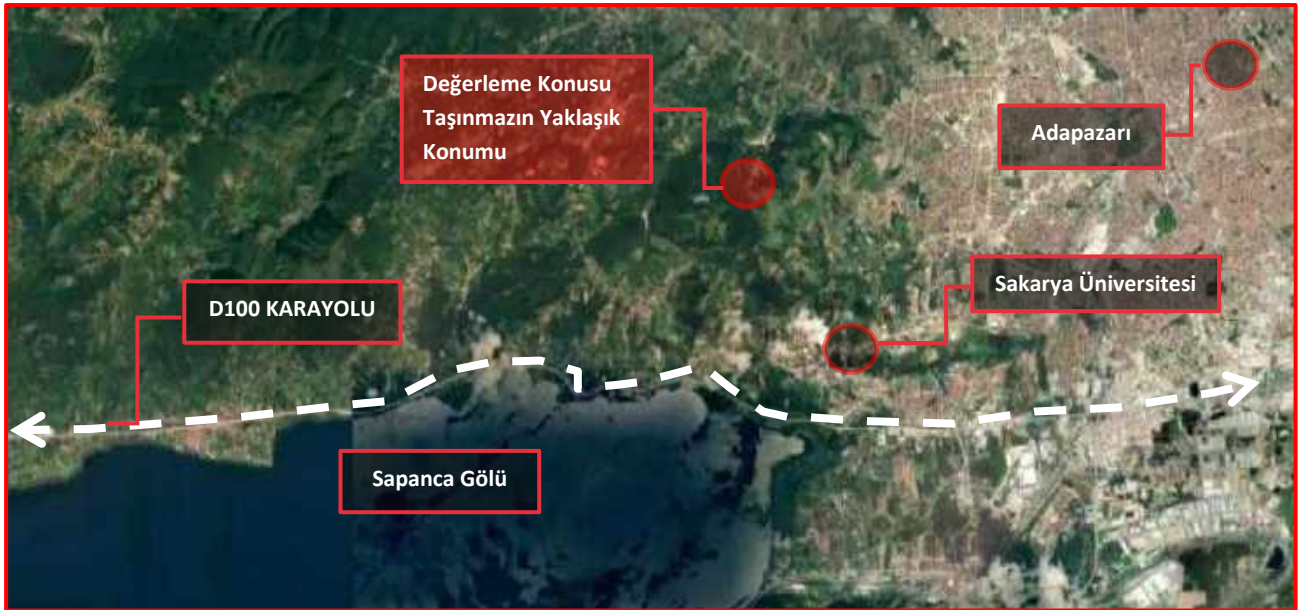 Değerleme Konusu
Taşınmazın Yaklaşık
Konumu
Adapazarı
Sakarya Üniversitesi
D100 KARAYOLU
Sapanca Gölü